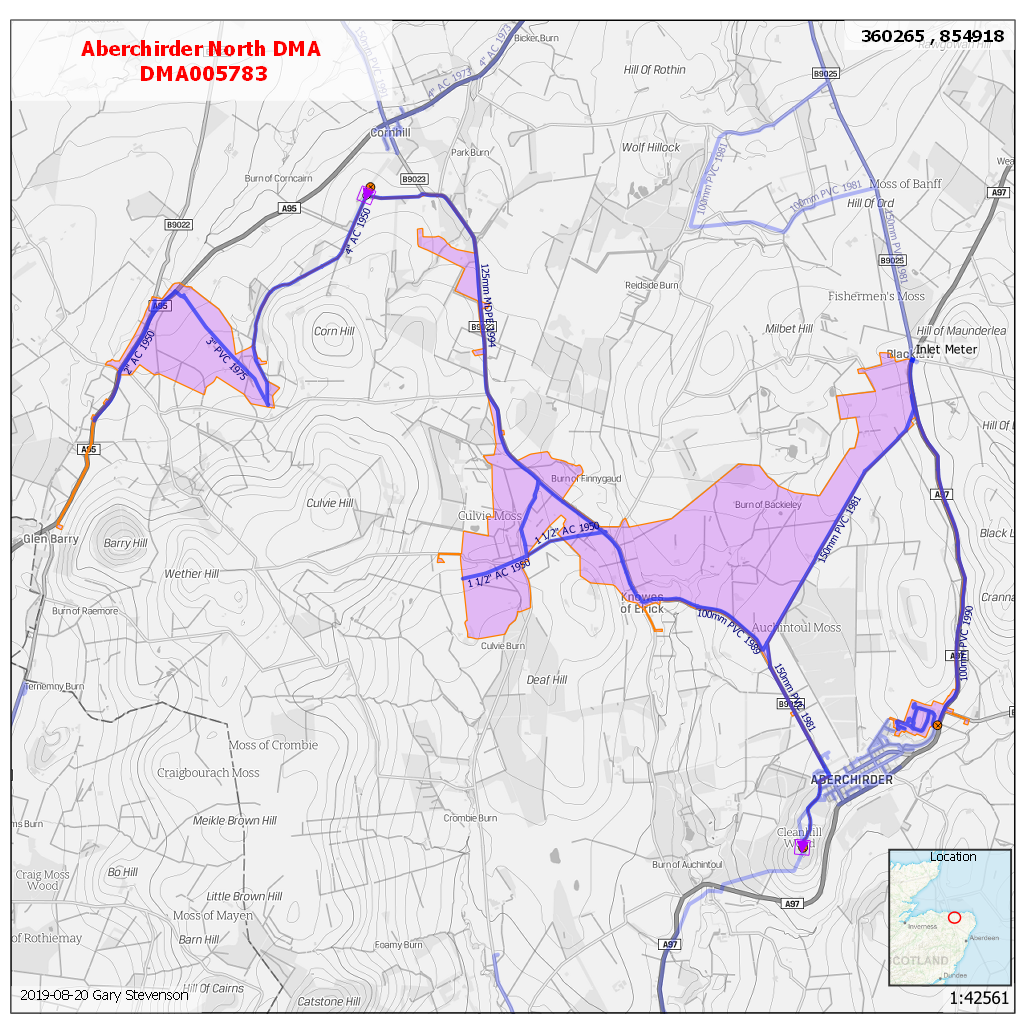 Aberchirder North DMA
DMA005783
360265 , 854918
Bicker Burn
4" AC 1973
4" AC 1973
Hill Of Rothin
B9025
Cornhill
Wolf Hillock
Park Burn
100mm PVC 1981
Burn of Corncairn
B9023
Moss of Banff
100mm PVC 1981
A97
Hill Of Ord
A95
B9022
4" AC 1950
150mm PVC 1981
B9025
125mm MDPE 1994
Reidside Burn
Fishermen's Moss
A95
B9023
Milbet Hill
Hill of Maunderlea
Corn Hill
3" PVC 1975
2" AC 1950
Inlet Meter
Hill Of
A95
Burn of Finnygaud
A97
Culvie Hill
Burn of Backieley
Culvie Moss
150mm PVC 1981
1 1/2" AC 1950
Glen Barry
Barry Hill
Black
Wether Hill
1 1/2" AC 1950
Knowes
of Elrick
Burn of Raemore
100mm PVC 1989
Auchintoul Moss
100mm PVC 1990
Culvie Burn
A97
Ternemny Burn
Deaf Hill
150mm PVC 1981
B9023
Moss of Crombie
Craigbourach Moss
ABERCHIRDER
Meikle Brown Hill
Crombie Burn
Cleanhill
Wood
Craig Moss
Wood
Bo Hill
Burn of Auchintoul
Location
Little Brown Hill
A97
Moss of Mayen
Inverness
Barn Hill
Foamy Burn
A97
Aberdeen
of Rothiemay
COTLAND
Dundee
2019-08-20 Gary Stevenson
Hill Of Cairns
Catstone Hill
1:42561